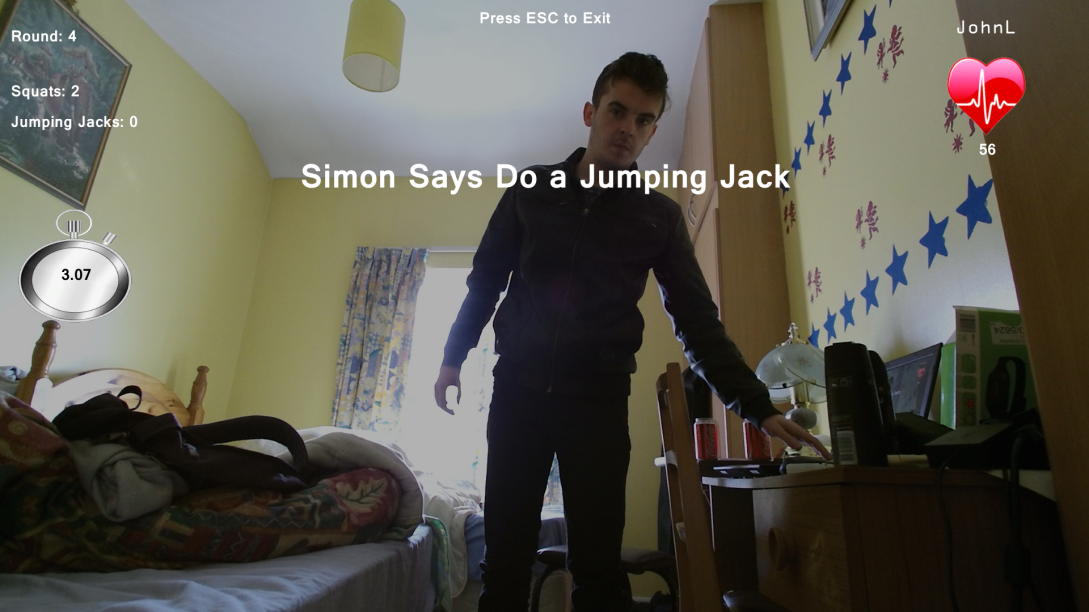 Press ESC to Exit
Round: 4
JohnL
Squats: 2
Jumping Jacks: 0
56
Simon Says Do a Jumping Jack
3.07